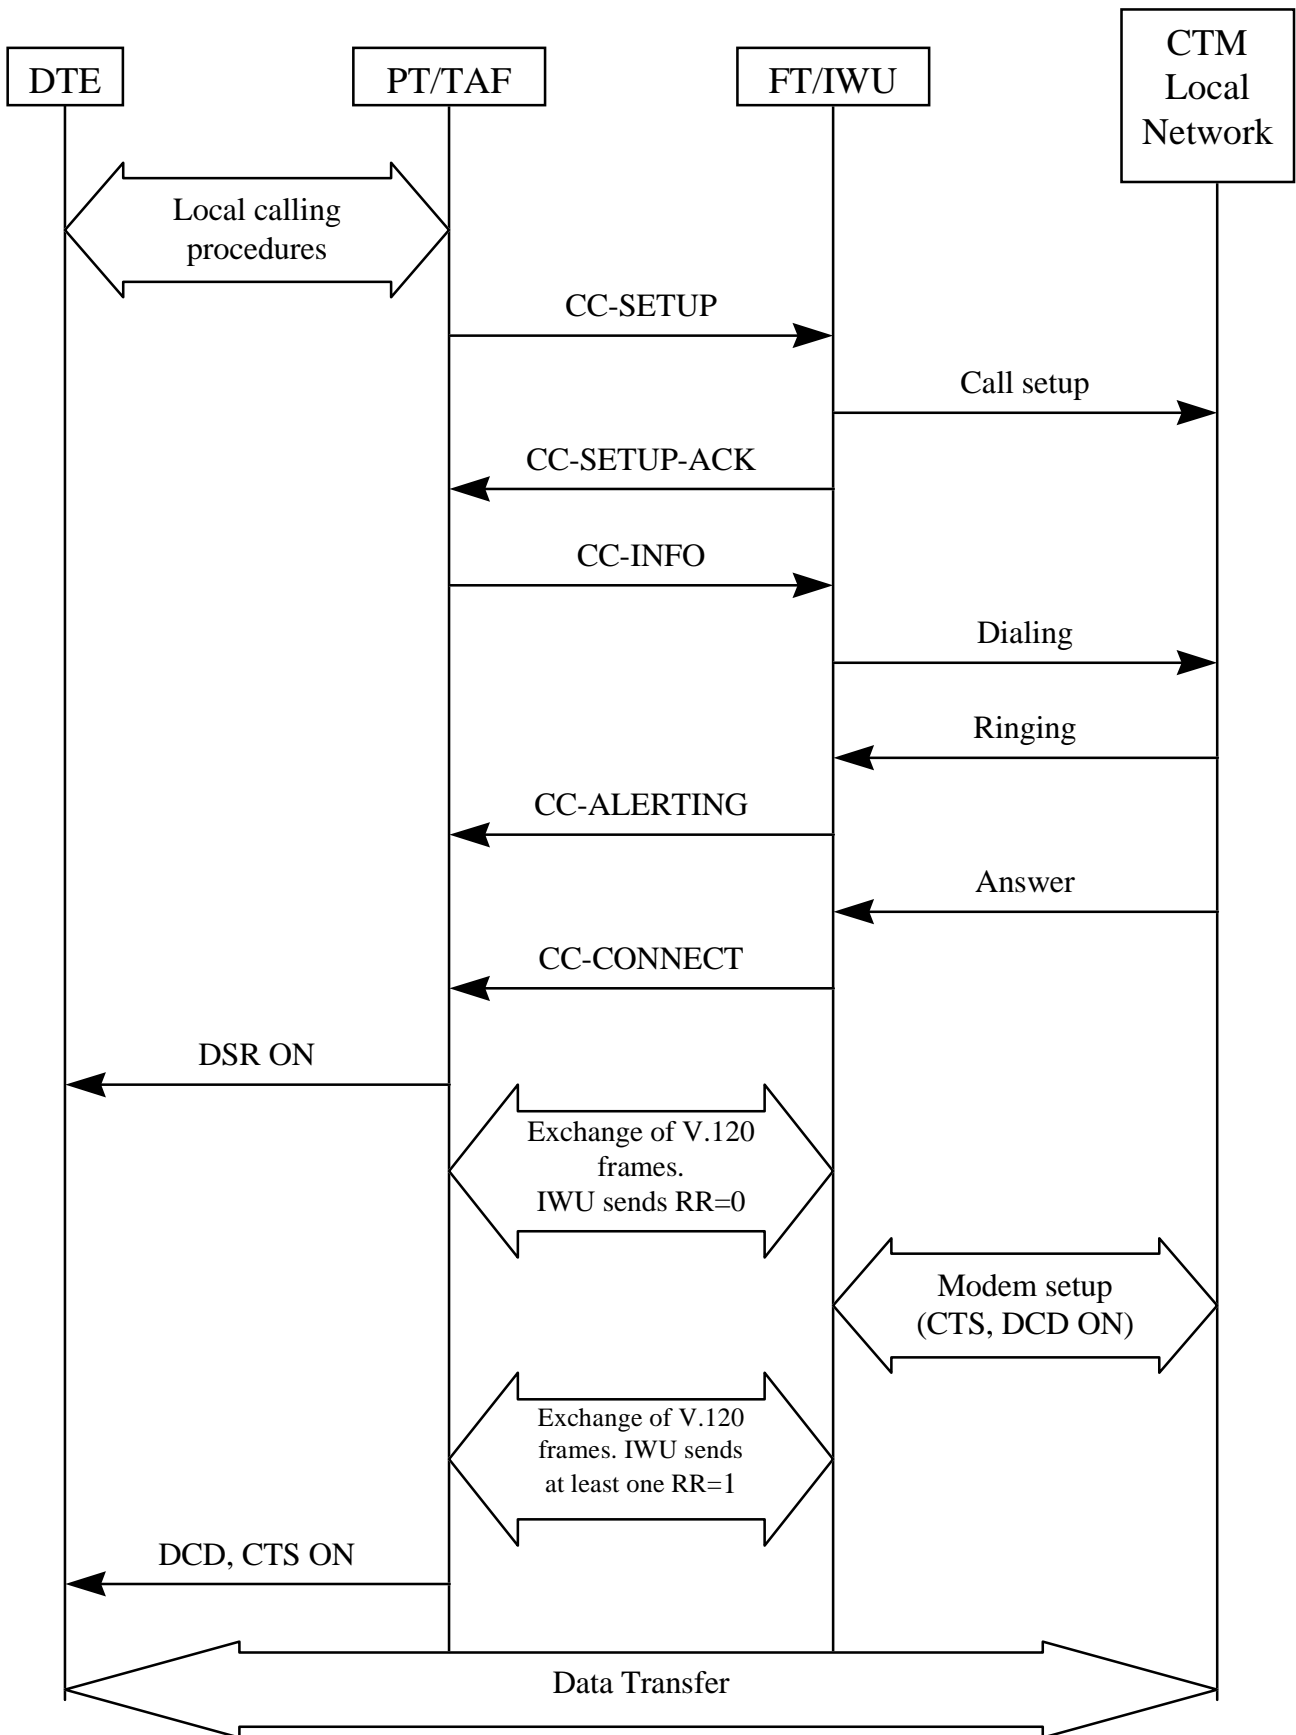 DTE
PT/TAF
FT/IWU
CTM
Local
Network
Local calling
procedures
CC-SETUP
Call setup
CC-SETUP-ACK
CC-INFO
Dialing
Ringing
CC-ALERTING
Answer
CC-CONNECT
DSR ON
Exchange of V.120
frames.
IWU sends RR=0
Modem setup
(CTS, DCD ON)
Exchange of V.120
frames. IWU sends
at least one RR=1
DCD, CTS ON
Data Transfer